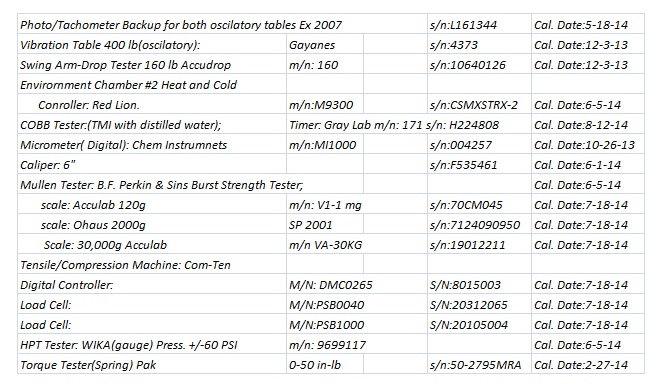 Photo/Tachometer Backup for both oscilatory tables Ex 2007 s/n:L161344 Cal. Date:5-18-14
Vibration Table 400 lb(oscilatory): Gayanes s/n:4373 Cal. Date:12-3-13
Swing Arm-Drop Tester 160 lb Accudrop m/n: 160 s/n:10640126 Cal. Date:12-3-13
Envirornment Chamber #2 Heat and Cold
Conroller: Red Lion. m/n:M9300 s/n:CSMXSTRX-2 Cal. Date:6-5-14
COBB Tester:(TMI with distilled water); Timer: Gray Lab m/n: 171 s/n: H224808 Cal. Date:8-12-14
Micrometer( Digital): Chem Instrumnets m/n:MI1000 s/n:004257 Cal. Date:10-26-13
Caliper: 6" s/n:F535461 Cal. Date:6-1-14
Mullen Tester: B.F. Perkin & Sins Burst Strength Tester; Cal. Date:6-5-14
scale: Acculab 120g m/n: V1-1 mg s/n:70CM045 Cal. Date:7-18-14
scale: Ohaus 2000g SP 2001 s/n:7124090950 Cal. Date:7-18-14
Scale: 30,000g Acculab m/n VA-30KG s/n:19012211 Cal. Date:7-18-14
Tensile/Compression Machine: Com-Ten
Digital Controller: M/N: DMC0265 S/N:8015003 Cal. Date:7-18-14
Load Cell: M/N:PSB0040 S/N:20312065 Cal. Date:7-18-14
Load Cell: M/N:PSB1000 S/N:20105004 Cal. Date:7-18-14
HPT Tester: WIKA(gauge) Press. +/-60 PSI m/n: 9699117 Cal. Date:6-5-14
Torque Tester(Spring) Pak 0-50 in-lb s/n:50-2795MRA Cal. Date:2-27-14